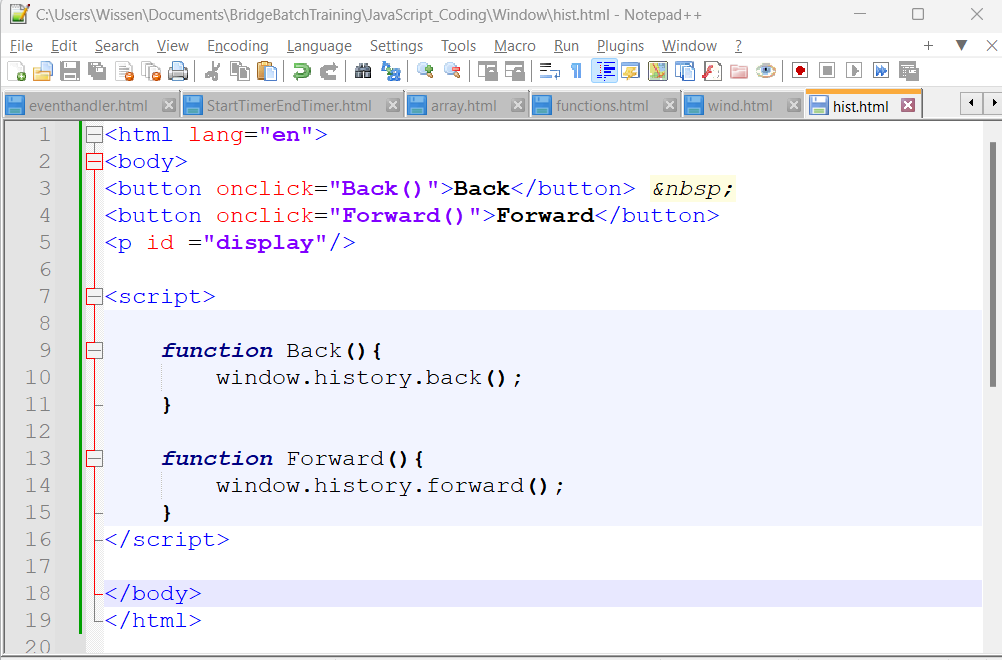 C:\Users\Wissen\Documents\BridgeBatchTraining\JavaScript_Coding\Window\hist.html - Notepad++
File Edit Search View Encoding Language Settings Tools Macro Run Plugins Window ?
eventhandler.html StartTimerEndTimer.html array.html functions.html wind.html hist.html
1 <html lang="en">
2 <body>
3 <button onclick="Back()">Back</button> &nbsp;
4 <button onclick="Forward()">Forward</button>
5 <p id ="display"/>
6
7 <script>
8
9     function Back(){
10         window.history.back();
11     }
12
13     function Forward(){
14         window.history.forward();
15     }
16 </script>
17
18 </body>
19 </html>
20